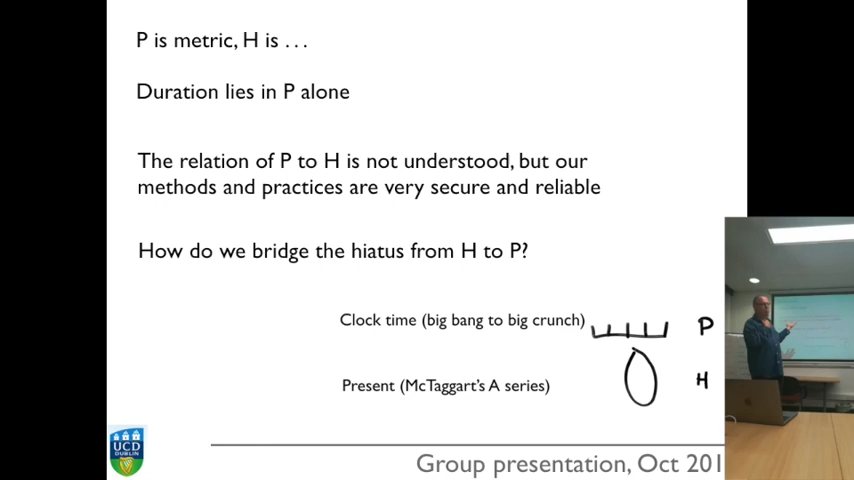 P is metric, H is . . .
Duration lies in P alone
The relation of P to H is not understood, but our
methods and practices are very secure and reliable
How do we bridge the hiatus from H to P?
Clock time (big bang to big crunch)
P
Present (McTaggart's A series)
H
UCD
DUBLIN
Group presentation, Oct 201